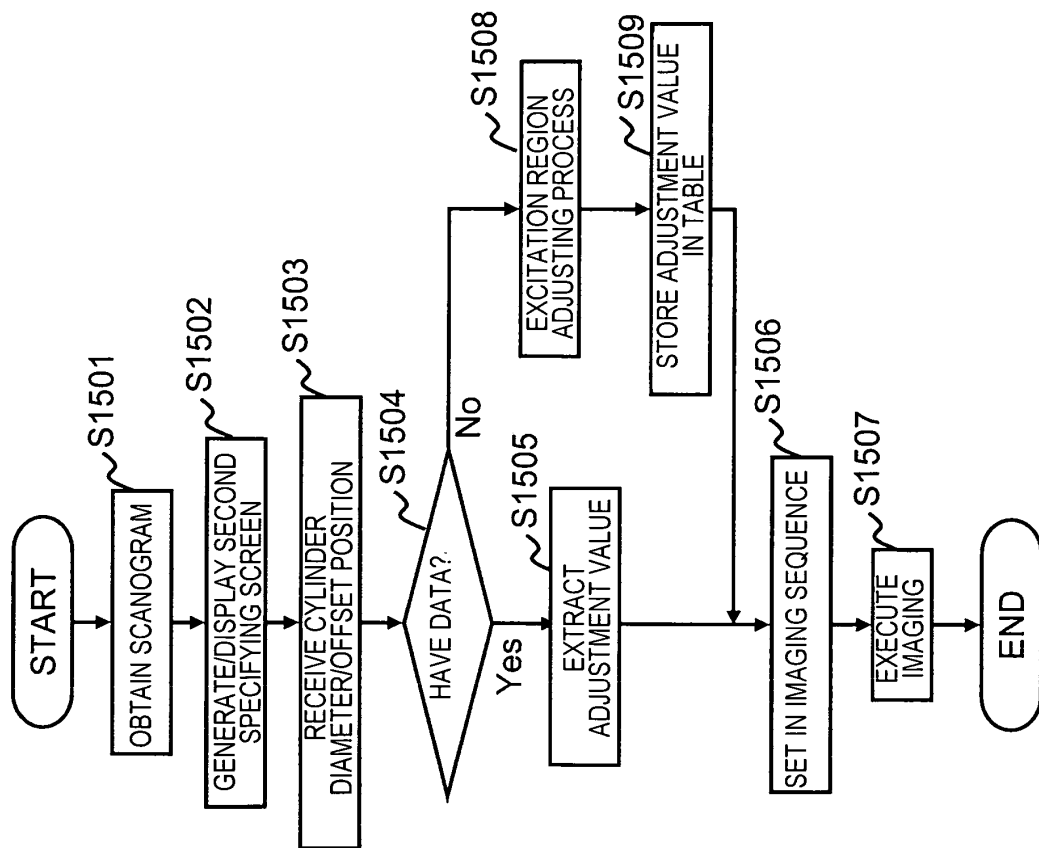 START
S1501
OBTAIN SCANOGRAM
S1502
GENERATE/DISPLAY SECOND
SPECIFYING SCREEN
S1503
RECEIVE CYLINDER
DIAMETER/OFFSET POSITION
S1504
HAVE DATA?
No
Yes
S1505
EXTRACT
ADJUSTMENT VALUE
S1508
EXCITATION REGION
ADJUSTING PROCESS
S1509
STORE ADJUSTMENT VALUE
IN TABLE
S1506
SET IN IMAGING SEQUENCE
S1507
EXECUTE
IMAGING
END